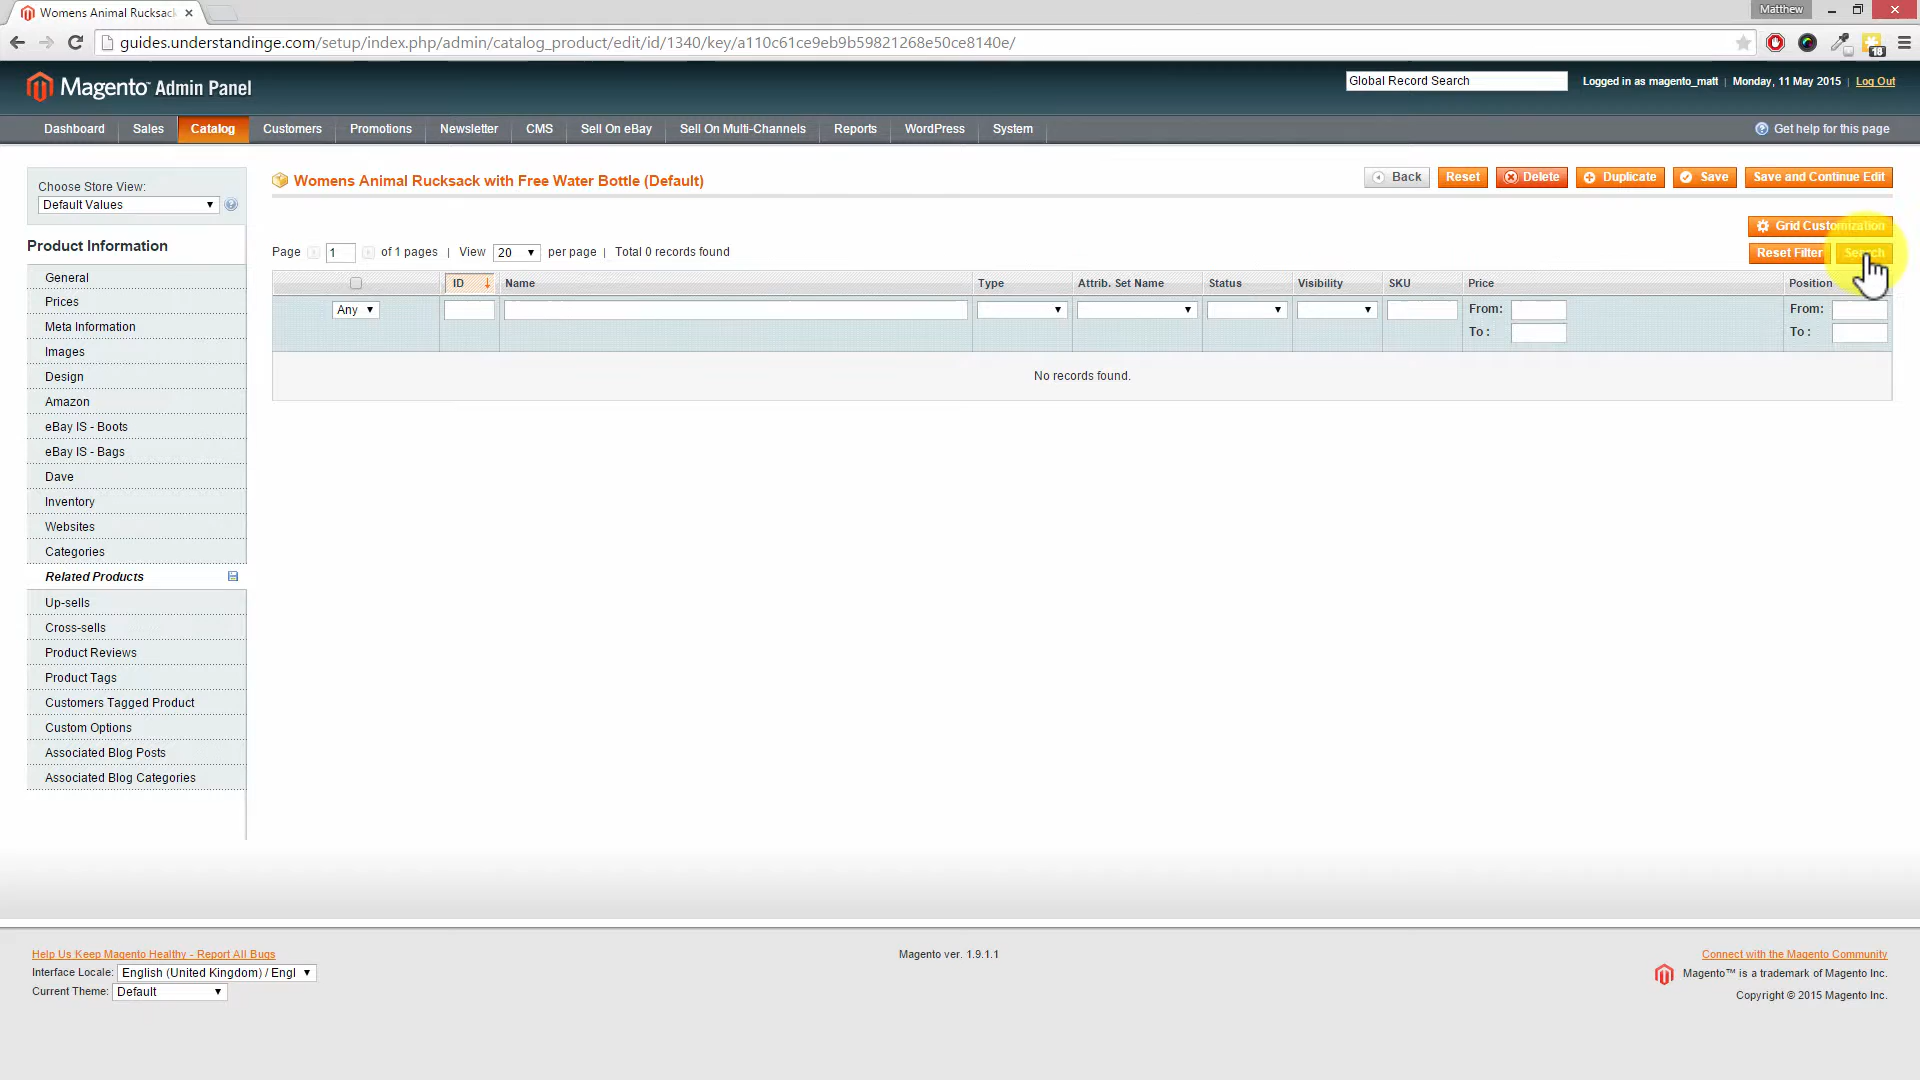 Womens Animal Rucksack
Matthew
guides.understandinge.com/setup/index.php/admin/catalog_product/edit/id/1340/key/a110c61ce9eb9b59821268e50ce8140e/
18
Magento™ Admin Panel
Global Record Search
Logged in as magento_matt | Monday, 11 May 2015 | Log Out
Dashboard Sales Catalog Customers Promotions Newsletter CMS Sell On eBay Sell On Multi-Channels Reports WordPress System Get help for this page
Choose Store View:
Default Values
Product Information
General
Prices
Meta Information
Images
Design
Amazon
eBay IS - Boots
eBay IS - Bags
Dave
Inventory
Websites
Categories
Related Products
Up-sells
Cross-sells
Product Reviews
Product Tags
Customers Tagged Product
Custom Options
Associated Blog Posts
Associated Blog Categories
Womens Animal Rucksack with Free Water Bottle (Default)
Back Reset Delete Duplicate Save Save and Continue Edit
Grid Customization
Page 1 of 1 pages | View 20 per page | Total 0 records found
Reset Filter Search
ID Name Type Attrib. Set Name Status Visibility SKU Price Position
Any From: From:
To : To :
No records found.
Help Us Keep Magento Healthy - Report All Bugs
Interface Locale: English (United Kingdom) / Engl
Current Theme: Default
Magento ver. 1.9.1.1
Connect with the Magento Community
Magento™ is a trademark of Magento Inc.
Copyright © 2015 Magento Inc.